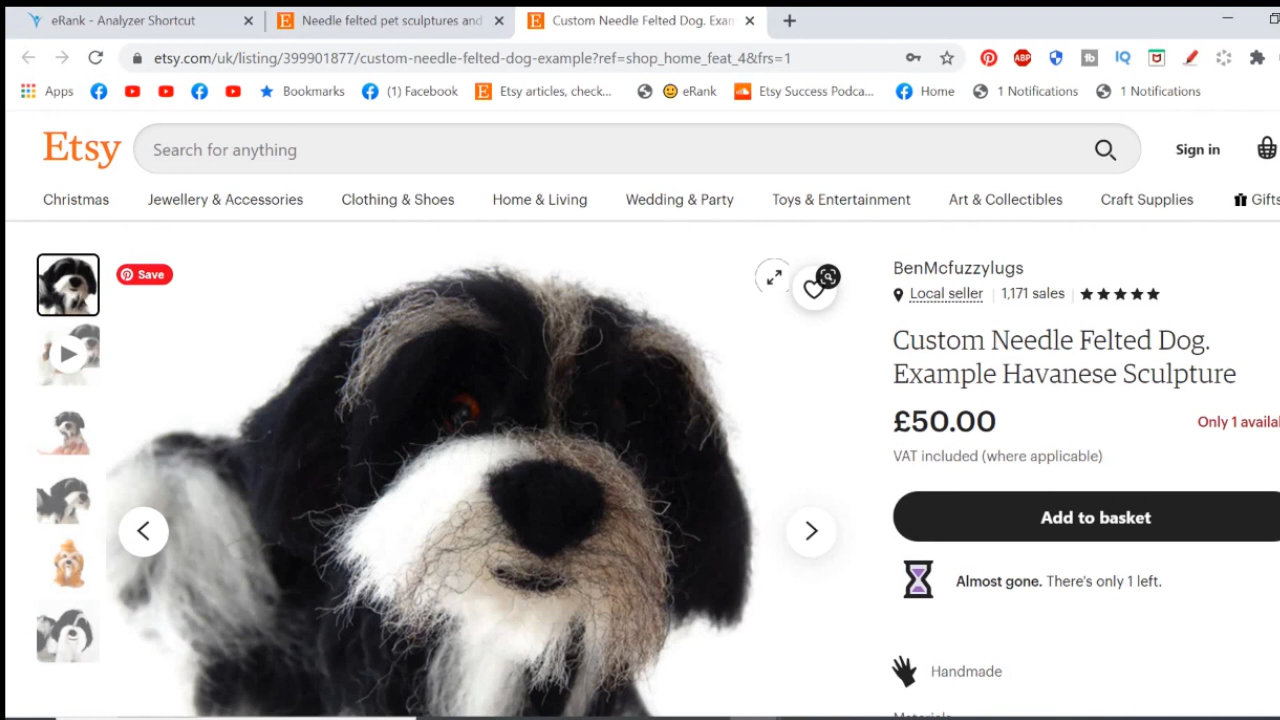 eRank - Analyzer Shortcut
Needle felted pet sculptures and
Custom Needle Felted Dog. Exan
etsy.com/uk/listing/399901877/custom-needle-felted-dog-example?ref=shop_home_feat_4&frs=1
ABP
tb
IQ
Apps
Bookmarks
(1) Facebook
Etsy articles, check...
eRank
Etsy Success Podca...
Home
1 Notifications
1 Notifications
Etsy
Search for anything
Sign in
Christmas
Jewellery & Accessories
Clothing & Shoes
Home & Living
Wedding & Party
Toys & Entertainment
Art & Collectibles
Craft Supplies
Gifts
Save
BenMcfuzzylugs
Local seller
1,171 sales
Custom Needle Felted Dog.
Example Havanese Sculpture
£50.00
Only 1 availa
VAT included (where applicable)
Add to basket
Almost gone. There's only 1 left.
Handmade